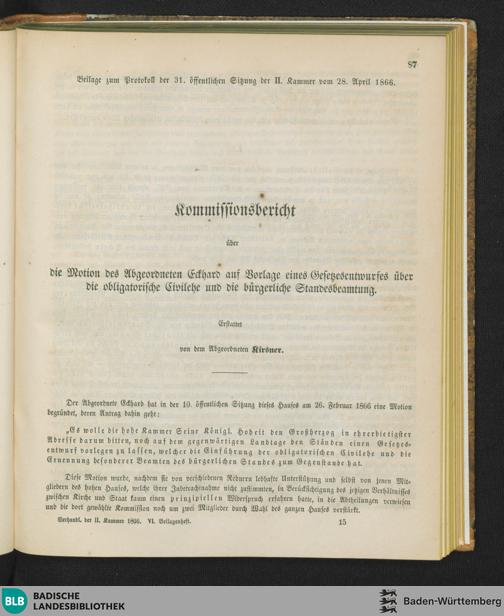 87
Beilage zum Protokoll der 31. öffentlichen Sitzung der II. Kammer vom 28. April 1866.
Kommissionsbericht
über
die Motion des Abgeordneten Eckhard auf Vorlage eines Gesetzesentwurfes über
die obligatorische Civilehe und die bürgerliche Standesbeamtung.
Erstattet
von dem Abgeordneten Kirsner.
Der Abgeordnete Eckhard hat in der 10. öffentlichen Sitzung dieses Hauses am 26. Februar 1866 eine Motion
begründet, deren Antrag dahin geht:
„Es wolle die hohe Kammer Seine Königl. Hoheit den Großherzog in ehrerbietigster
Adresse darum bitten, noch auf dem gegenwärtigen Landtage den Ständen einen Gesetzes-
entwurf vorlegen zu lassen, welcher die Einführung der obligatorischen Civilehe und die
Ernennung besonderer Beamten des bürgerlichen Standes zum Gegenstande hat.
Diese Motion wurde, nachdem sie von verschiedenen Rednern lebhafte Unterstützung und selbst von jenen Mit-
gliedern des hohen Hauses, welche ihrer Inbetrachtnahme nicht zustimmten, in Berücksichtigung des jetzigen Verhältnisses
zwischen Kirche und Staat kaum einen prinzipiellen Widerspruch erfahren hatte, in die Abtheilungen verwiesen
und die dort gewählte Kommission noch um zwei Mitglieder durch Wahl des ganzen Hauses verstärkt.
Verhandl. der II. Kammer 1866. VI. Beilagenheft. 15
BLB BADISCHE
LANDESBIBLIOTHEK
Baden-Württemberg